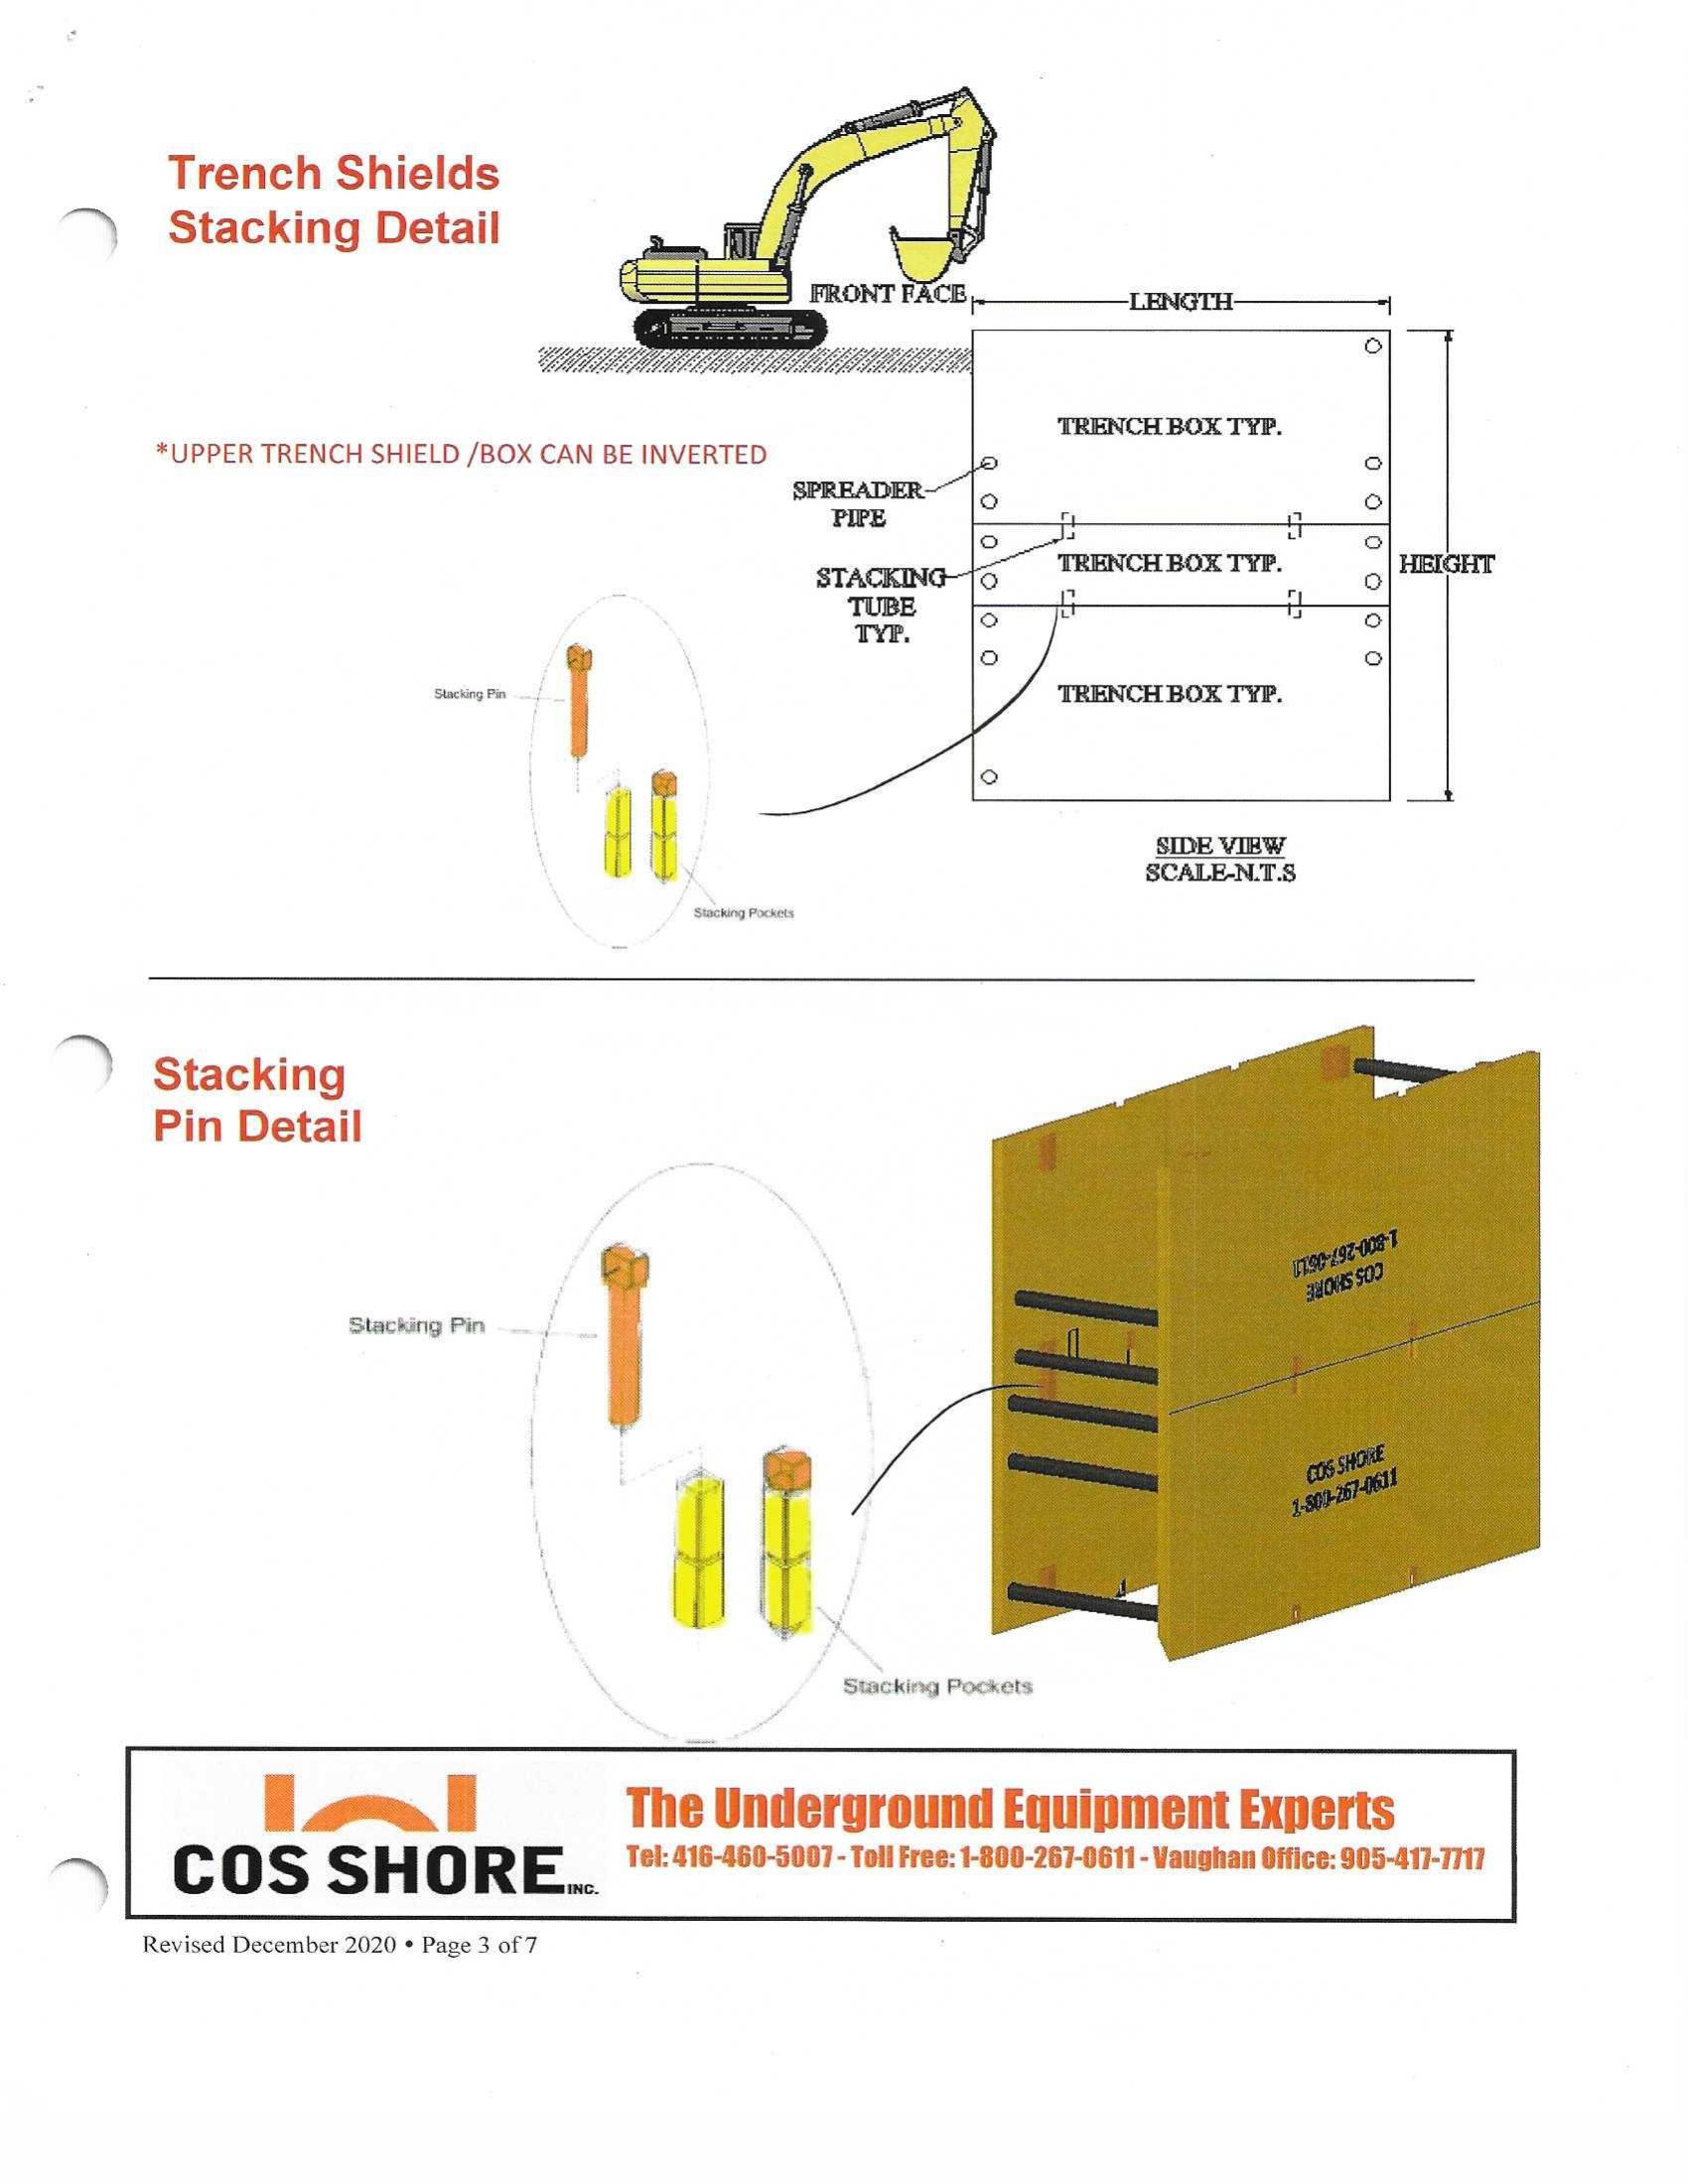 Trench Shields
Stacking Detail
FRONT FACE
LENGTH
TRENCH BOX TYP.
*UPPER TRENCH SHIELD /BOX CAN BE INVERTED
SPREADER
PIPE
STACKING
TUBE
TYP.
TRENCH BOX TYP.
HEIGHT
TRENCH BOX TYP.
Stacking Pin
Stacking Pockets
SIDE VIEW
SCALE-N.T.S
Stacking
Pin Detail
Stacking Pin
Stacking Pockets
COS SHORE
1-800-267-0611
COS SHORE
1-800-267-0611
COS SHORE INC.
The Underground Equipment Experts
Tel: 416-460-5007 - Toll Free: 1-800-267-0611 - Vaughan Office: 905-417-7717
Revised December 2020 • Page 3 of 7